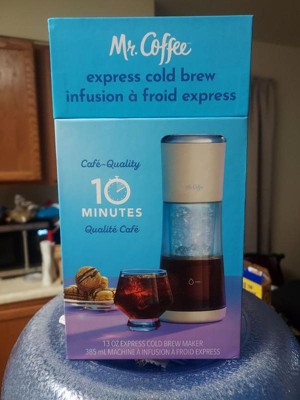 Mr. Coffee
express cold brew
infusion à froid express
Café-Quality
10
MINUTES
Qualité Café
13 OZ EXPRESS COLD BREW MAKER
385 ml MACHINE À INFUSION À FROID EXPRESS